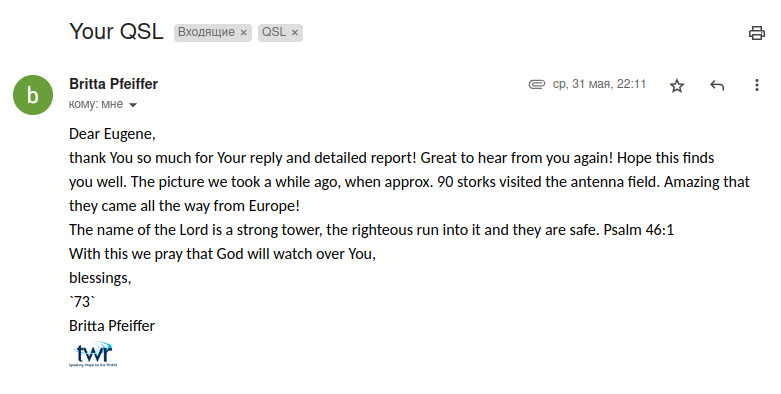 Your QSL Входящие × QSL ×
b
Britta Pfeiffer ср, 31 мая, 22:11
кому: мне
Dear Eugene,
thank You so much for Your reply and detailed report! Great to hear from you again! Hope this finds
you well. The picture we took a while ago, when approx. 90 storks visited the antenna field. Amazing that
they came all the way from Europe!
The name of the Lord is a strong tower, the righteous run into it and they are safe. Psalm 46:1
With this we pray that God will watch over You,
blessings,
`73`
Britta Pfeiffer
twr
Speaking Hope to the World